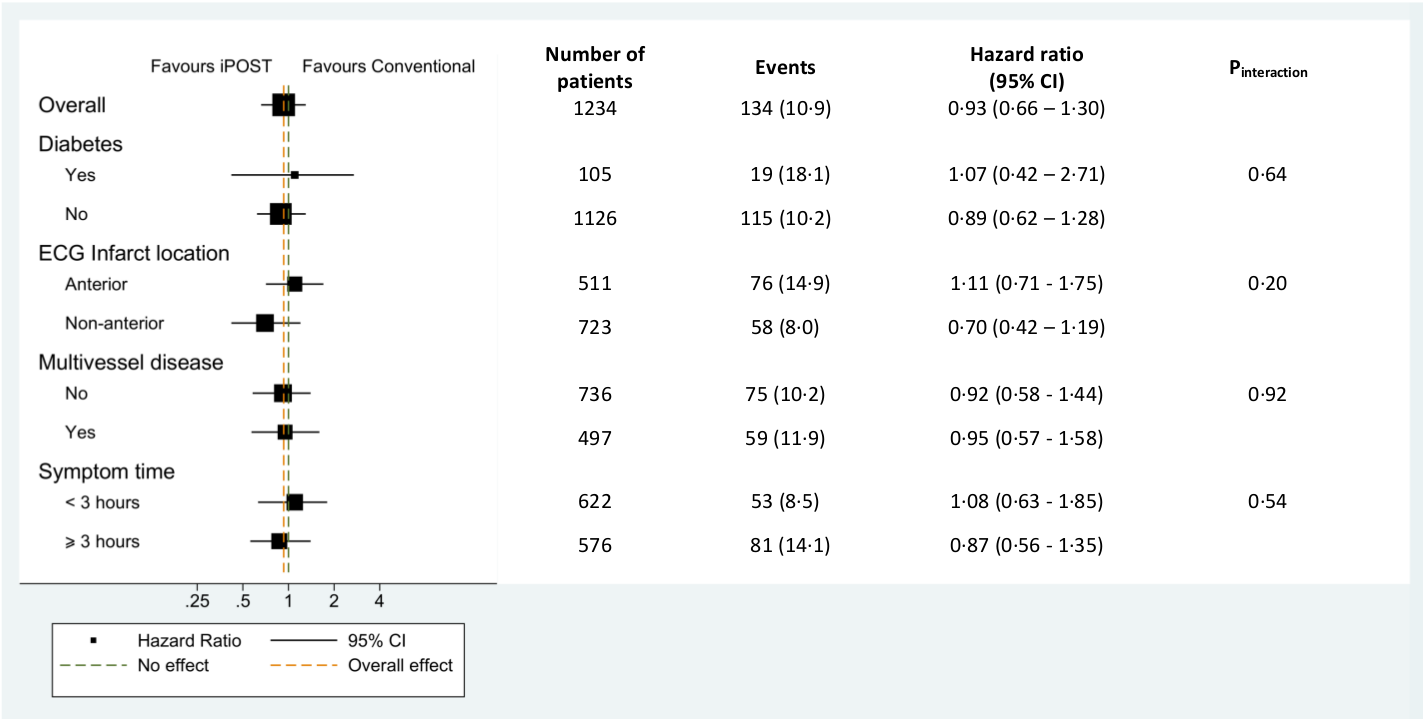 Favours iPOST Favours Conventional Number of patients Events Hazard ratio (95% CI) Pinteraction
Overall 1234 134 (10·9) 0·93 (0·66 – 1·30)
Diabetes
Yes 105 19 (18·1) 1·07 (0·42 – 2·71) 0·64
No 1126 115 (10·2) 0·89 (0·62 – 1·28)
ECG Infarct location
Anterior 511 76 (14·9) 1·11 (0·71 - 1·75) 0·20
Non-anterior 723 58 (8·0) 0·70 (0·42 – 1·19)
Multivessel disease
No 736 75 (10·2) 0·92 (0·58 - 1·44) 0·92
Yes 497 59 (11·9) 0·95 (0·57 - 1·58)
Symptom time
< 3 hours 622 53 (8·5) 1·08 (0·63 - 1·85) 0·54
⩾ 3 hours 576 81 (14·1) 0·87 (0·56 - 1·35)
.25 .5 1 2 4
Hazard Ratio 95% CI
No effect Overall effect